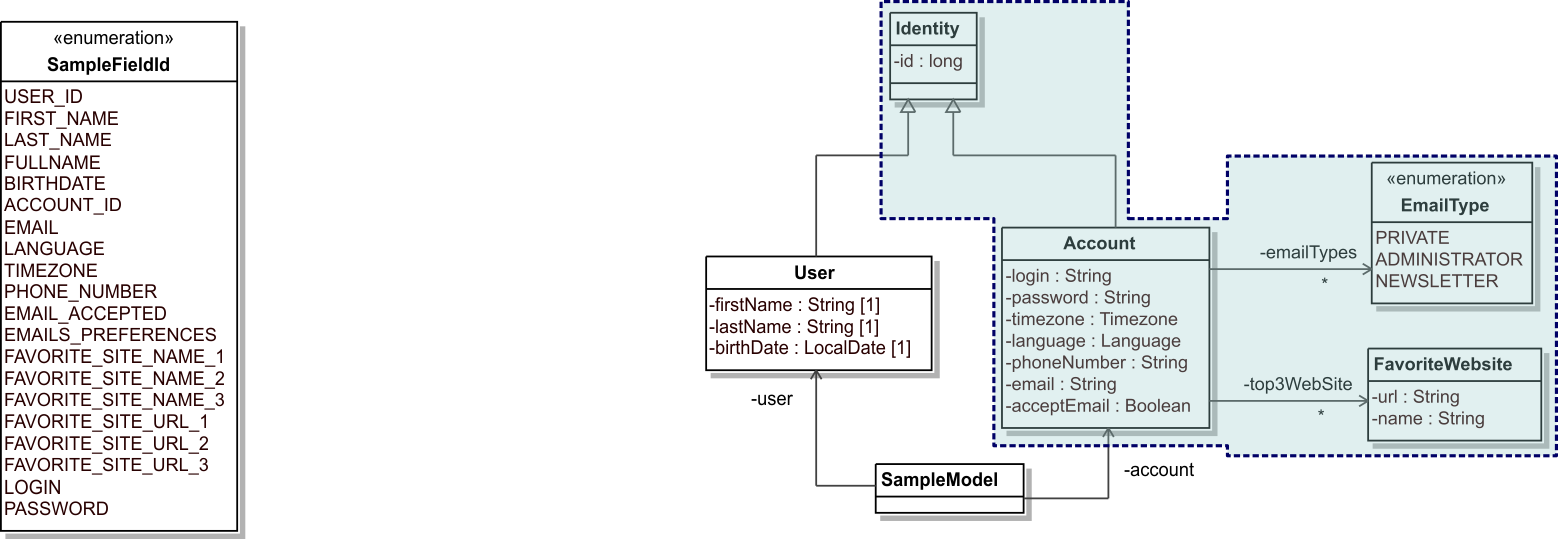 «enumeration»
SampleFieldId
USER_ID
FIRST_NAME
LAST_NAME
FULLNAME
BIRTHDATE
ACCOUNT_ID
EMAIL
LANGUAGE
TIMEZONE
PHONE_NUMBER
EMAIL_ACCEPTED
EMAILS_PREFERENCES
FAVORITE_SITE_NAME_1
FAVORITE_SITE_NAME_2
FAVORITE_SITE_NAME_3
FAVORITE_SITE_URL_1
FAVORITE_SITE_URL_2
FAVORITE_SITE_URL_3
LOGIN
PASSWORD
Identity
-id : long
User
-firstName : String [1]
-lastName : String [1]
-birthDate : LocalDate [1]
Account
-login : String
-password : String
-timezone : Timezone
-language : Language
-phoneNumber : String
-email : String
-acceptEmail : Boolean
-emailTypes
*
«enumeration»
EmailType
PRIVATE
ADMINISTRATOR
NEWSLETTER
-top3WebSite
*
FavoriteWebsite
-url : String
-name : String
-user
SampleModel
-account